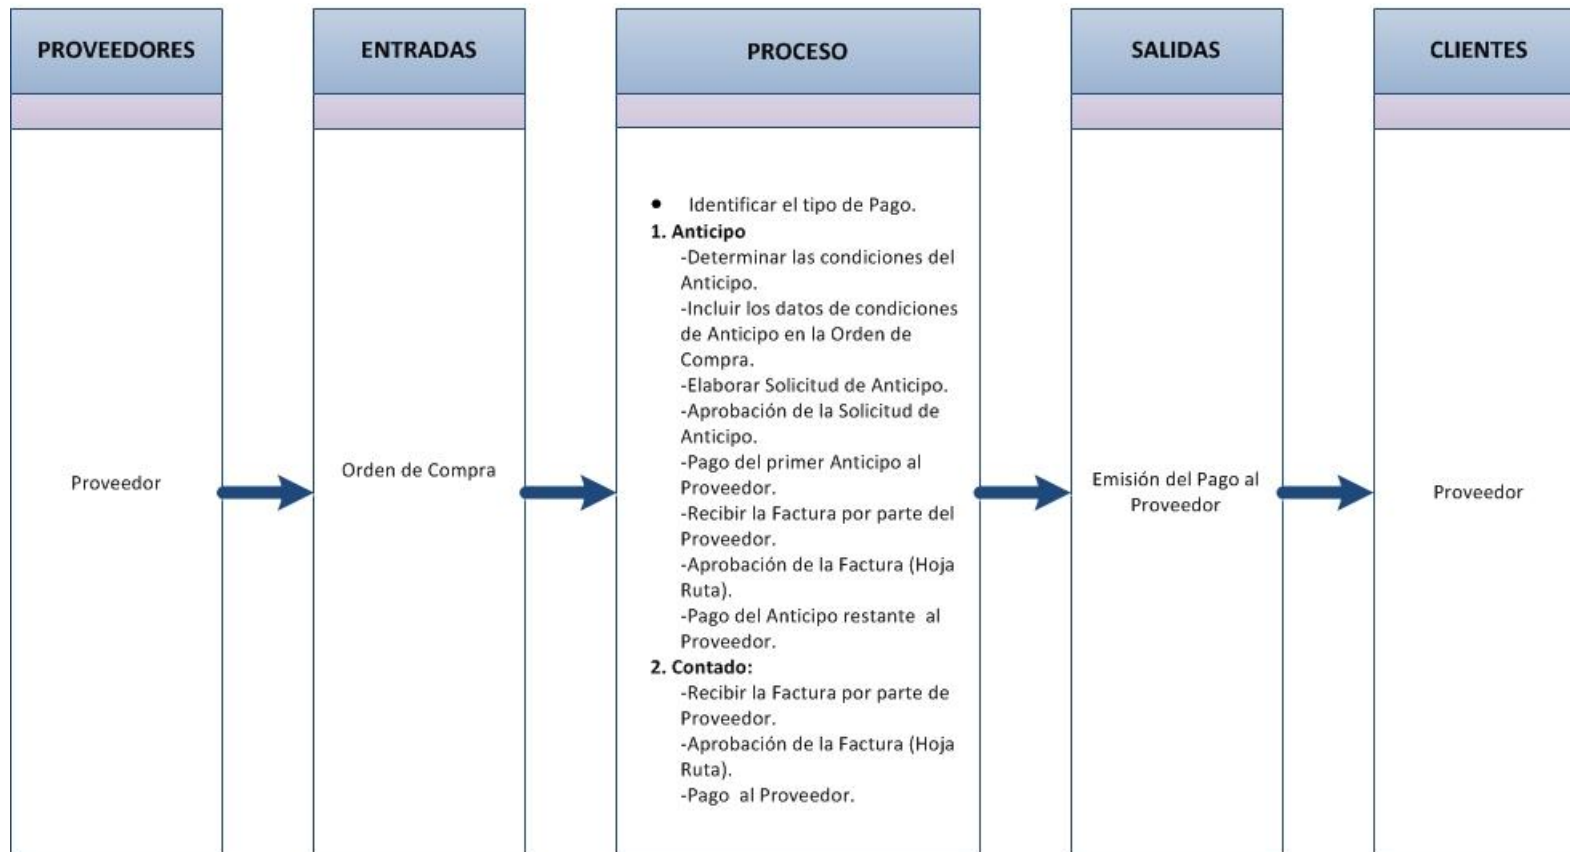 PROVEEDORES
ENTRADAS
PROCESO
SALIDAS
CLIENTES
Proveedor
Orden de Compra
• Identificar el tipo de Pago.
1. Anticipo
-Determinar las condiciones del
Anticipo.
-Incluir los datos de condiciones
de Anticipo en la Orden de
Compra.
-Elaborar Solicitud de Anticipo.
-Aprobación de la Solicitud de
Anticipo.
-Pago del primer Anticipo al
Proveedor.
-Recibir la Factura por parte del
Proveedor.
-Aprobación de la Factura (Hoja
Ruta).
-Pago del Anticipo restante al
Proveedor.
2. Contado:
-Recibir la Factura por parte de
Proveedor.
-Aprobación de la Factura (Hoja
Ruta).
-Pago al Proveedor.
Emisión del Pago al
Proveedor
Proveedor